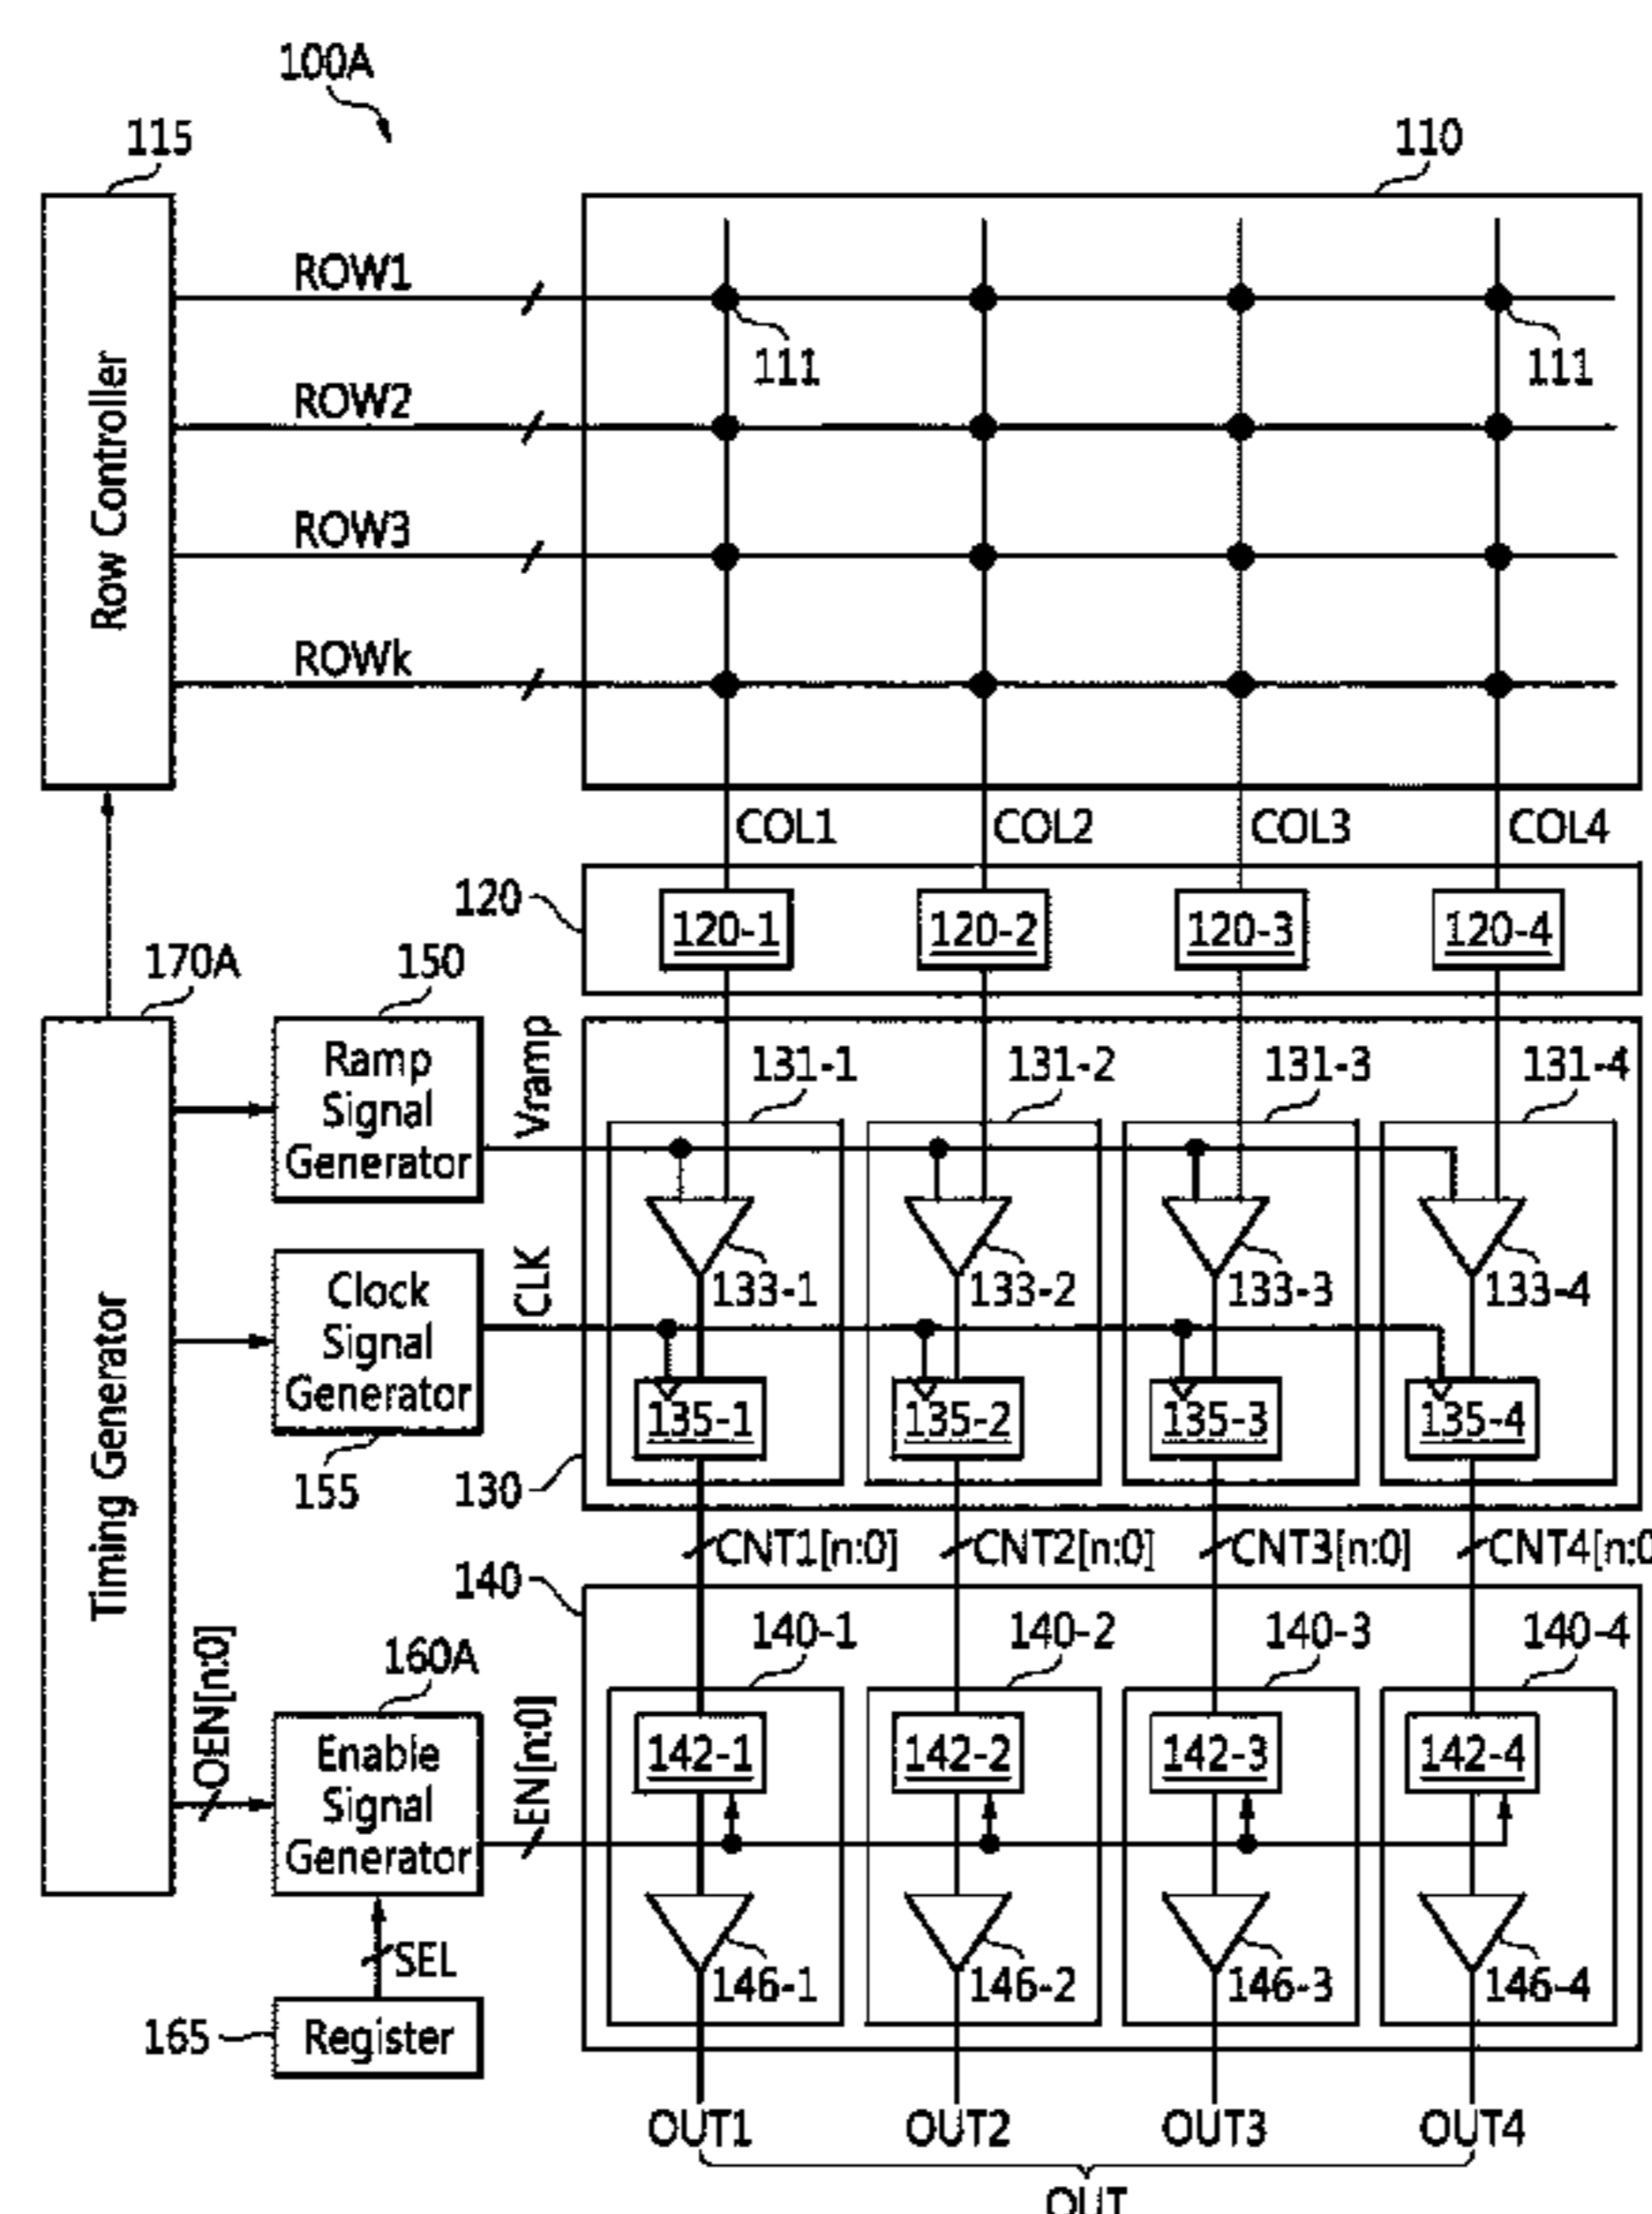 100A
115
110
ROW1
111
111
ROW2
ROW3
ROWk
Row Controller
COL1
COL2
COL3
COL4
120
120-1
120-2
120-3
120-4
170A
150
Ramp
Signal
Generator
Vramp
131-1
131-2
131-3
131-4
133-1
133-2
133-3
133-4
Clock
Signal
Generator
CLK
155
130
135-1
135-2
135-3
135-4
Timing Generator
CNT1[n:0]
CNT2[n:0]
CNT3[n:0]
CNT4[n:0
140
140-1
140-2
140-3
140-4
OEN[n:0]
160A
Enable
Signal
Generator
EN[n:0]
142-1
142-2
142-3
142-4
146-1
146-2
146-3
146-4
SEL
165
Register
OUT1
OUT2
OUT3
OUT4
OUT